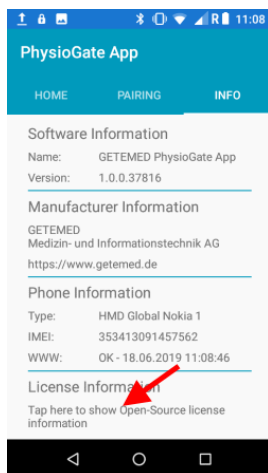 R 11:08
PhysioGate App
HOME PAIRING INFO
Software Information
Name: GETEMED PhysioGate App
Version: 1.0.0.37816
Manufacturer Information
GETEMED
Medizin- und Informationstechnik AG
https://www.getemed.de
Phone Information
Type: HMD Global Nokia 1
IMEI: 353413091457562
WWW: OK - 18.06.2019 11:08:46
License Information
Tap here to show Open-Source license
information